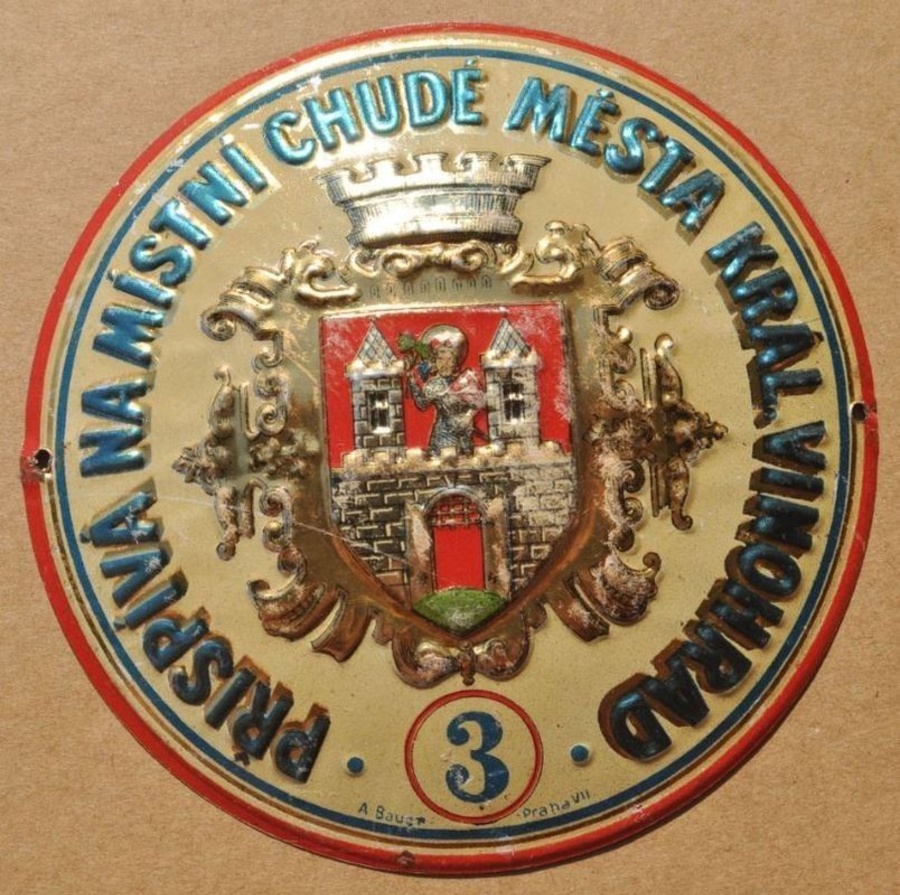 PŘISPÍVÁ NA MÍSTNÍ CHUDÉ MĚSTA KRÁL. VINOHRAD
3
A Bauer - Praha VII